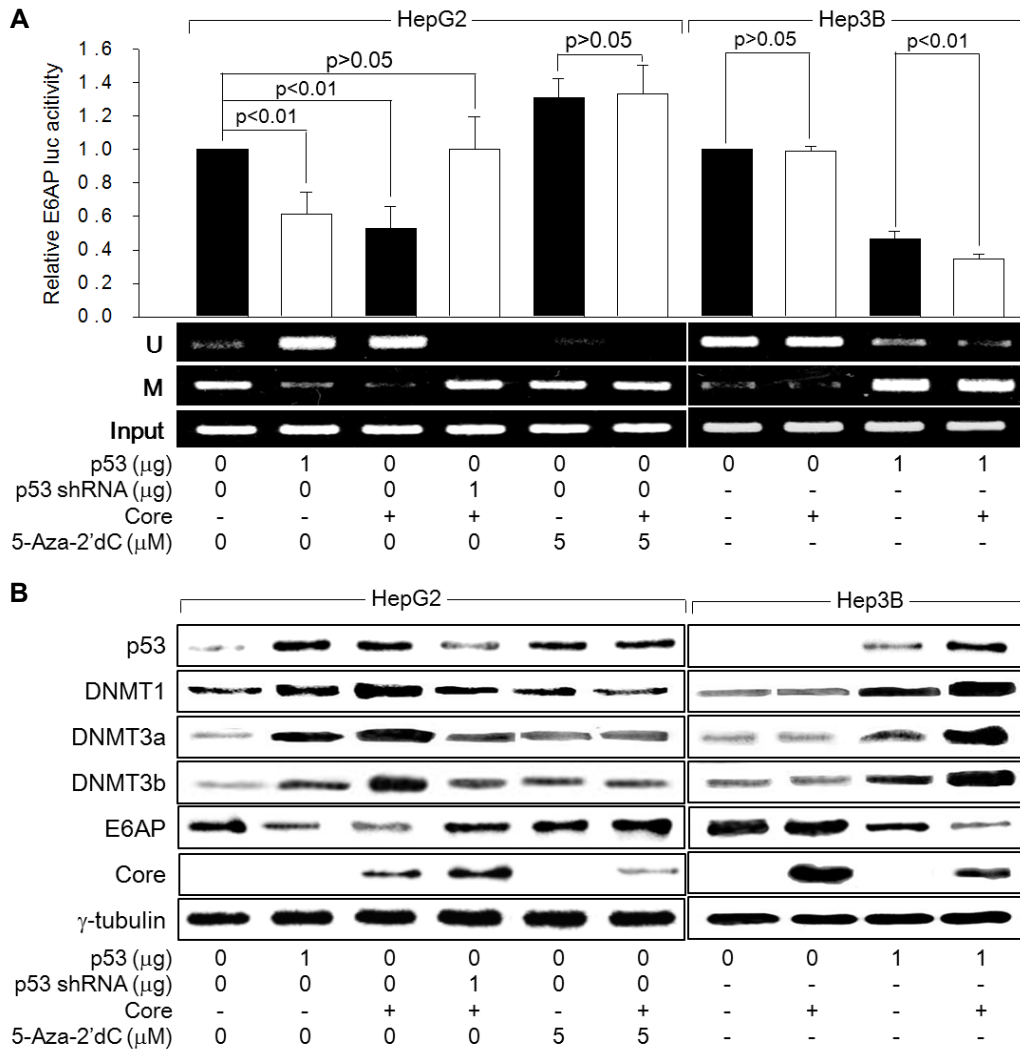 A
HepG2
Hep3B
Relative E6AP luc acitivity
1.6
1.4
1.2
1.0
0.8
0.6
0.4
0.2
0.0
p>0.05
p<0.01
p<0.01
p>0.05
p>0.05
p<0.01
U
M
Input
p53 (μg) 0 1 0 0 0 0 0 0 1 1
p53 shRNA (μg) 0 0 0 1 0 0 - - - -
Core - - + + - + - + - +
5-Aza-2'dC (μM) 0 0 0 0 5 5 - - - -
B
HepG2
Hep3B
p53
DNMT1
DNMT3a
DNMT3b
E6AP
Core
γ-tubulin
p53 (μg) 0 1 0 0 0 0 0 0 1 1
p53 shRNA (μg) 0 0 0 1 0 0 - - - -
Core - - + + - + - + - +
5-Aza-2'dC (μM) 0 0 0 0 5 5 - - - -